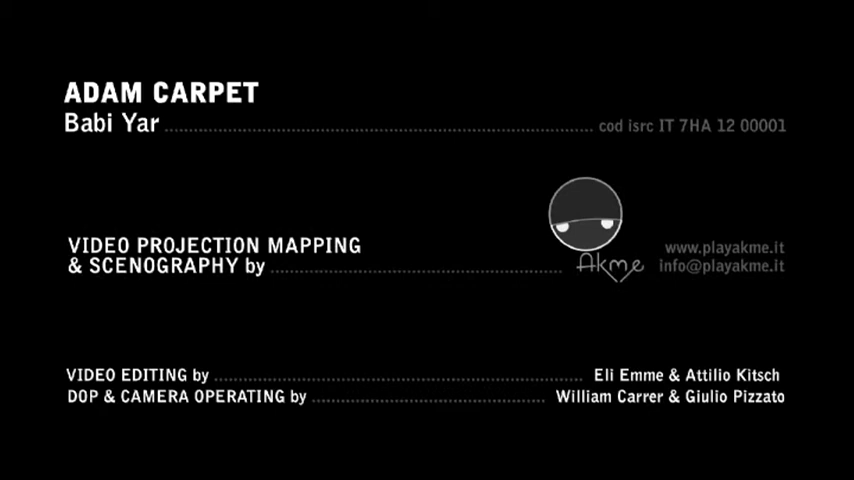 ADAM CARPET
Babi Yar ........ cod isrc IT 7HA 12 00001
VIDEO PROJECTION MAPPING
& SCENOGRAPHY by ........ Akme
www.playakme.it
info@playakme.it
VIDEO EDITING by ........ Eli Emme & Attilio Kitsch
DOP & CAMERA OPERATING by ........ William Carrer & Giulio Pizzato